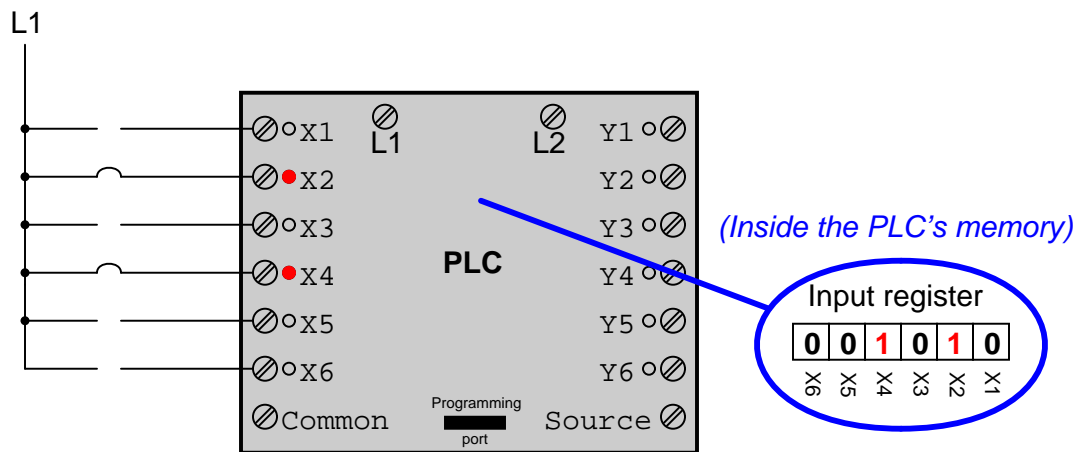 L1
X1 L1 L2 Y1
X2 Y2
X3 Y3
(Inside the PLC's memory)
X4 PLC Y4
Input register
X5 Y5
0 0 1 0 1 0
X6 Y6
X6 X5 X4 X3 X2 X1
Common Programming port Source